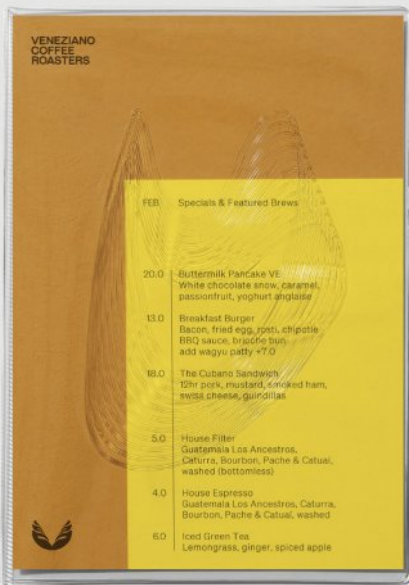 VENEZIANO
COFFEE
ROASTERS
FEB Specials & Featured Brews
20.0 Buttermilk Pancake VE
White chocolate snow, caramel,
passionfruit, yoghurt anglaise
13.0 Breakfast Burger
Bacon, fried egg, rosti, chipotle
BBQ sauce, brioche bun,
add wagyu patty +7.0
18.0 The Cubano Sandwich
12hr pork, mustard, smoked ham,
swiss cheese, guindillas
5.0 House Filter
Guatemala Los Ancestros,
Caturra, Bourbon, Pache & Catuai,
washed (bottomless)
4.0 House Espresso
Guatemala Los Ancestros, Caturra,
Bourbon, Pache & Catuai, washed
6.0 Iced Green Tea
Lemongrass, ginger, spiced apple